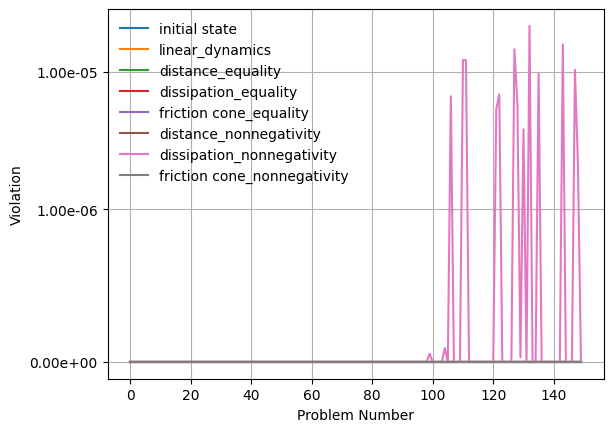 initial state
linear_dynamics
distance_equality
dissipation_equality
friction cone_equality
distance_nonnegativity
dissipation_nonnegativity
friction cone_nonnegativity
1.00e-05
1.00e-06
0.00e+00
Violation
0 20 40 60 80 100 120 140
Problem Number